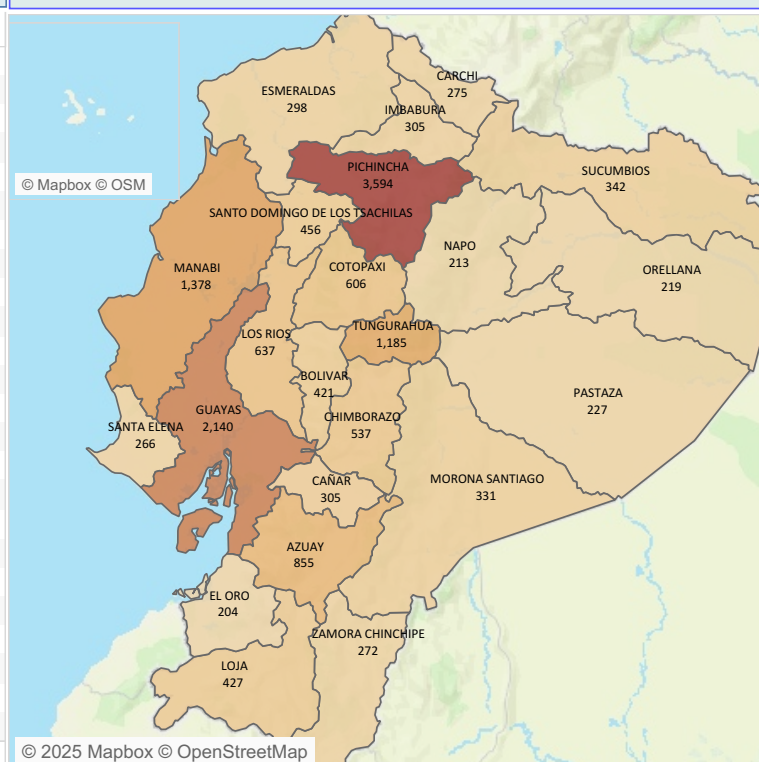 CARCHI
275
ESMERALDAS
298
IMBABURA
305
PICHINCHA
3,594
SUCUMBIOS
342
© Mapbox © OSM
SANTO DOMINGO DE LOS TSACHILAS
456
NAPO
213
MANABI
1,378
COTOPAXI
606
ORELLANA
219
TUNGURAHUA
1,185
LOS RIOS
637
BOLIVAR
421
PASTAZA
227
GUAYAS
2,140
CHIMBORAZO
537
SANTA ELENA
266
CAÑAR
305
MORONA SANTIAGO
331
AZUAY
855
EL ORO
204
ZAMORA CHINCHIPE
272
LOJA
427
© 2025 Mapbox © OpenStreetMap